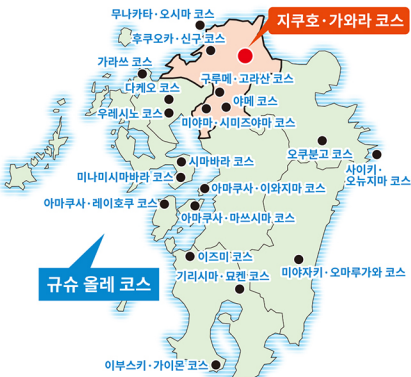 무나카타·오시마 코스
지쿠호·가와라 코스
후쿠오카·신구 코스
가라쓰 코스
구루메·고라산 코스
다케오 코스
야메 코스
우레시노 코스
미야마·시미즈야마 코스
오쿠분고 코스
시마바라 코스
사이키·
오뉴지마 코스
미나미시마바라 코스
아마쿠사·이와지마 코스
아마쿠사·레이호쿠 코스
아마쿠사·마쓰시마 코스
이즈미 코스
규슈 올레 코스
기리시마·묘켄 코스
미야자키·오마루가와 코스
이부스키·가이몬 코스